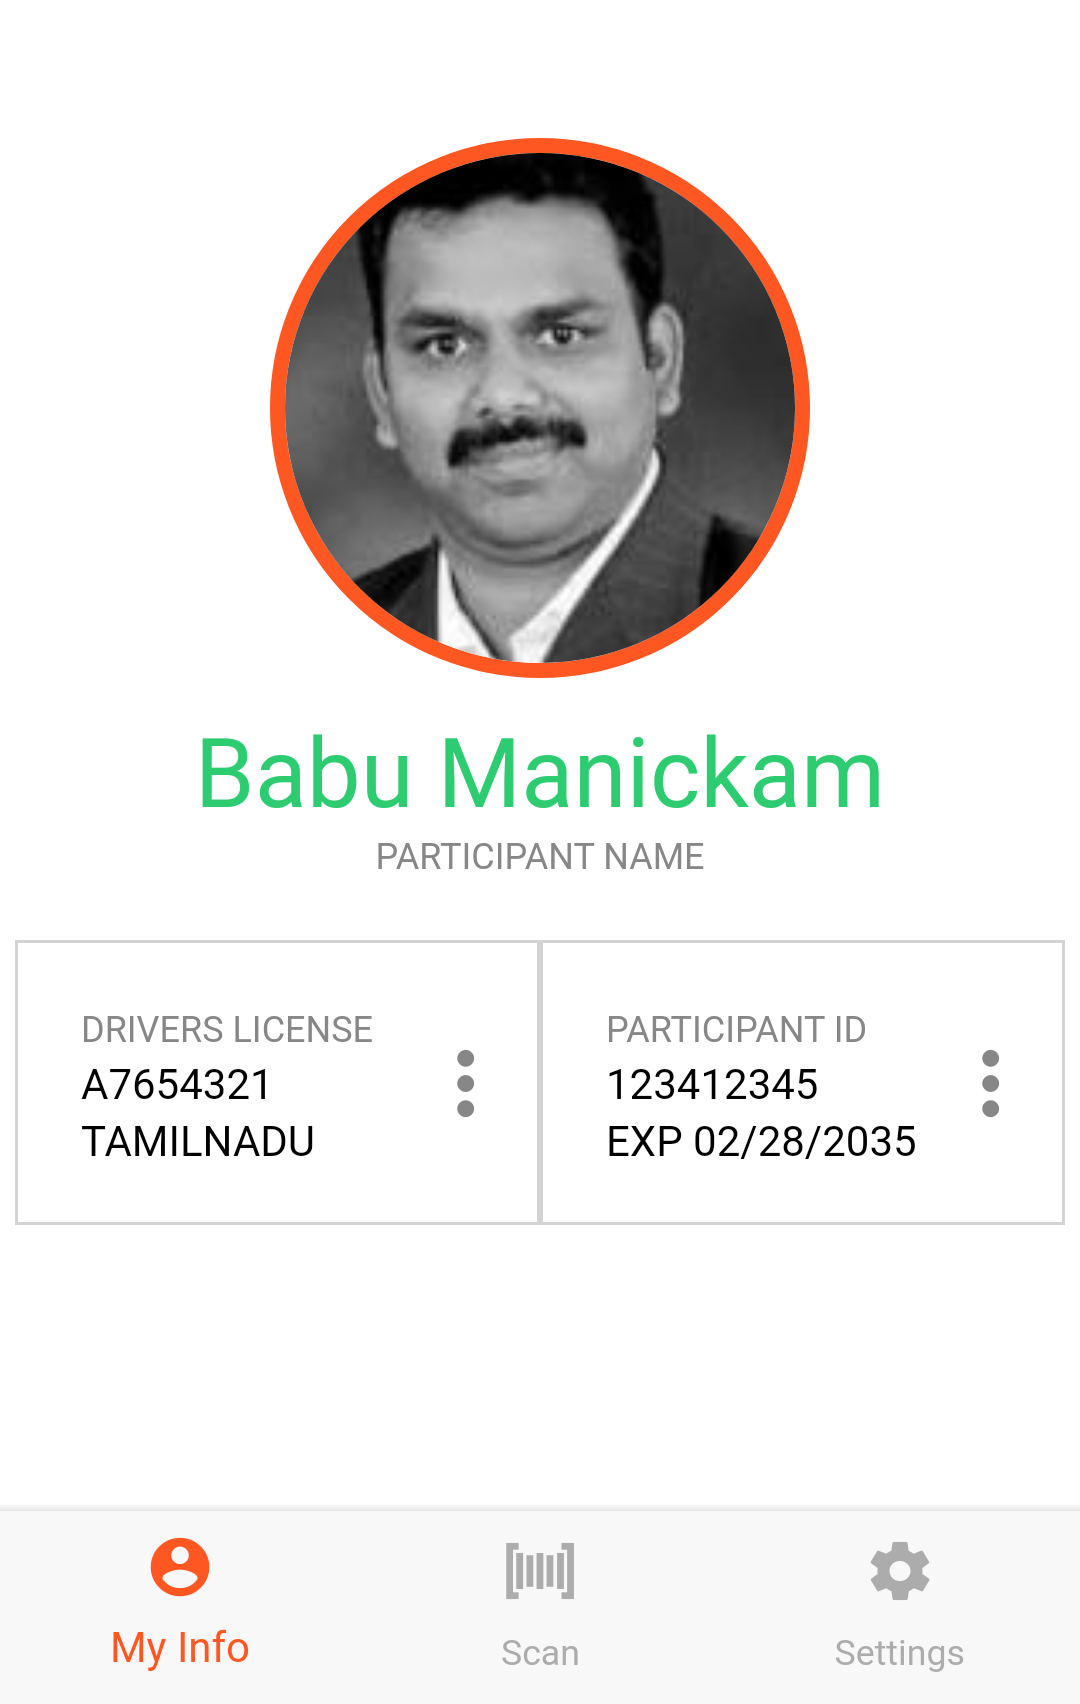 Babu Manickam
PARTICIPANT NAME
DRIVERS LICENSE
A7654321
TAMILNADU
PARTICIPANT ID
123412345
EXP 02/28/2035
My Info
Scan
Settings